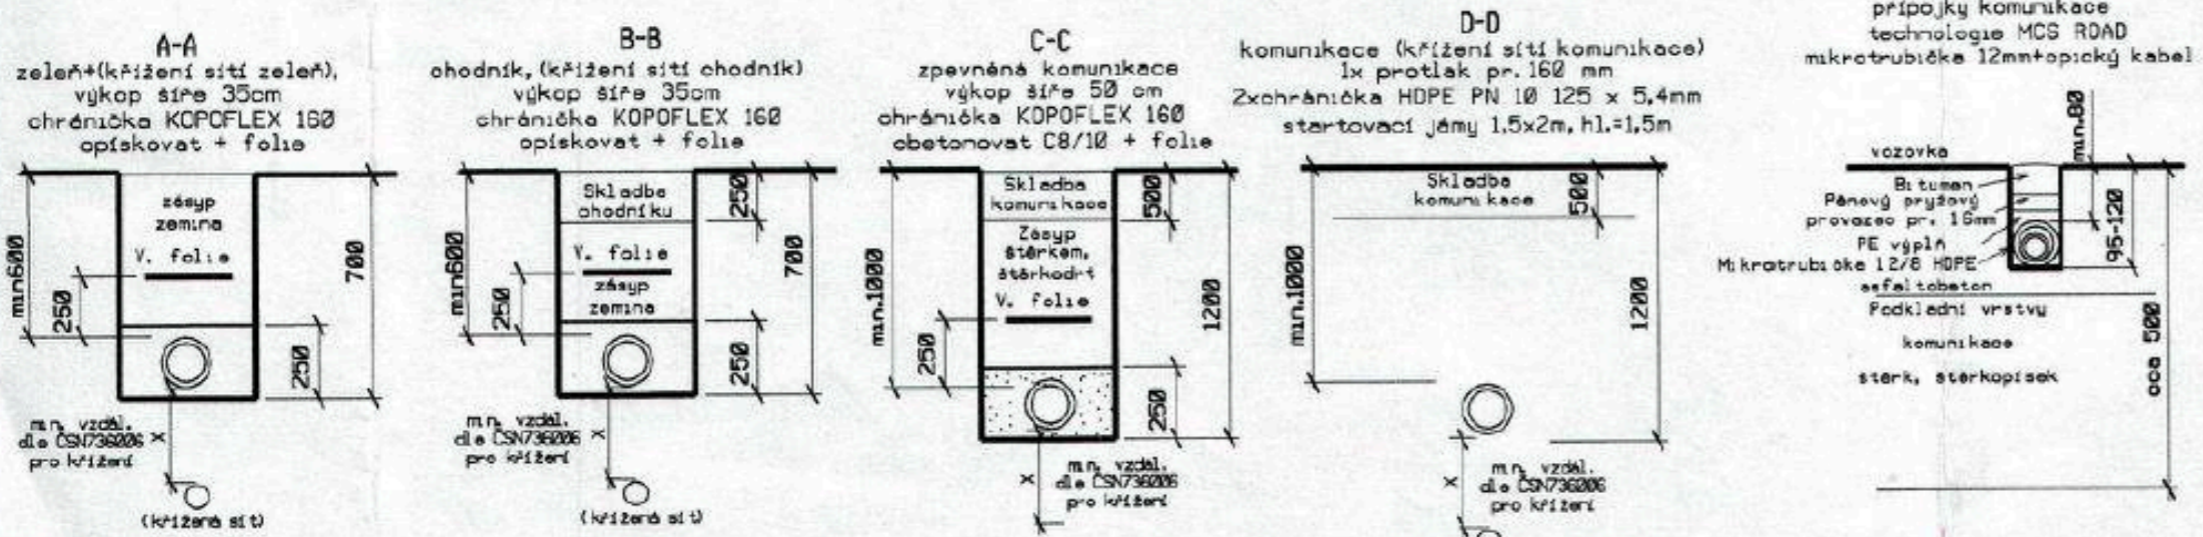 A-A
zeleň+(křížení sítí zeleň),
výkop šíře 35cm
chránička KOPOFLEX 160
opískovat + folie
zásyp
zemina
V. folie
min600
250
250
700
min. vzdál.
dle ČSN736006
pro křížení
x
(křížená síť)
B-B
chodník, (křížení sítí chodník)
výkop šíře 35cm
chránička KOPOFLEX 160
opískovat + folie
Skladba
chodníku
V. folie
zásyp
zemina
min600
250
250
250
700
min. vzdál.
dle ČSN736006
pro křížení
x
(křížená síť)
C-C
zpevněná komunikace
výkop šíře 50 cm
chránička KOPOFLEX 160
obetonovat C8/10 + folie
Skladba
komunikace
Zásyp
štěrkem,
štěrkodrť
V. folie
min.1000
250
500
250
1200
x
min. vzdál.
dle ČSN736006
pro křížení
D-D
komunikace (křížení sítí komunikace)
1x protlak pr. 160 mm
2xchránička HDPE PN 10 125 x 5,4mm
startovací jámy 1,5x2m, hl.=1,5m
Skladba
komunikace
500
min.1000
1200
x
min. vzdál.
dle ČSN736006
pro křížení
přípojky komunikace
technologie MCS ROAD
mikrotrubička 12mm+opický kabel
min.80
vozovka
Bitumen
Pěnový pryžový
provazec pr. 16mm
PE výplň
Mikrotrubička 12/8 HDPE
asfaltobeton
Podkladní vrstvy
komunikace
štěrk, štěrkopísek
95-120
cca 500